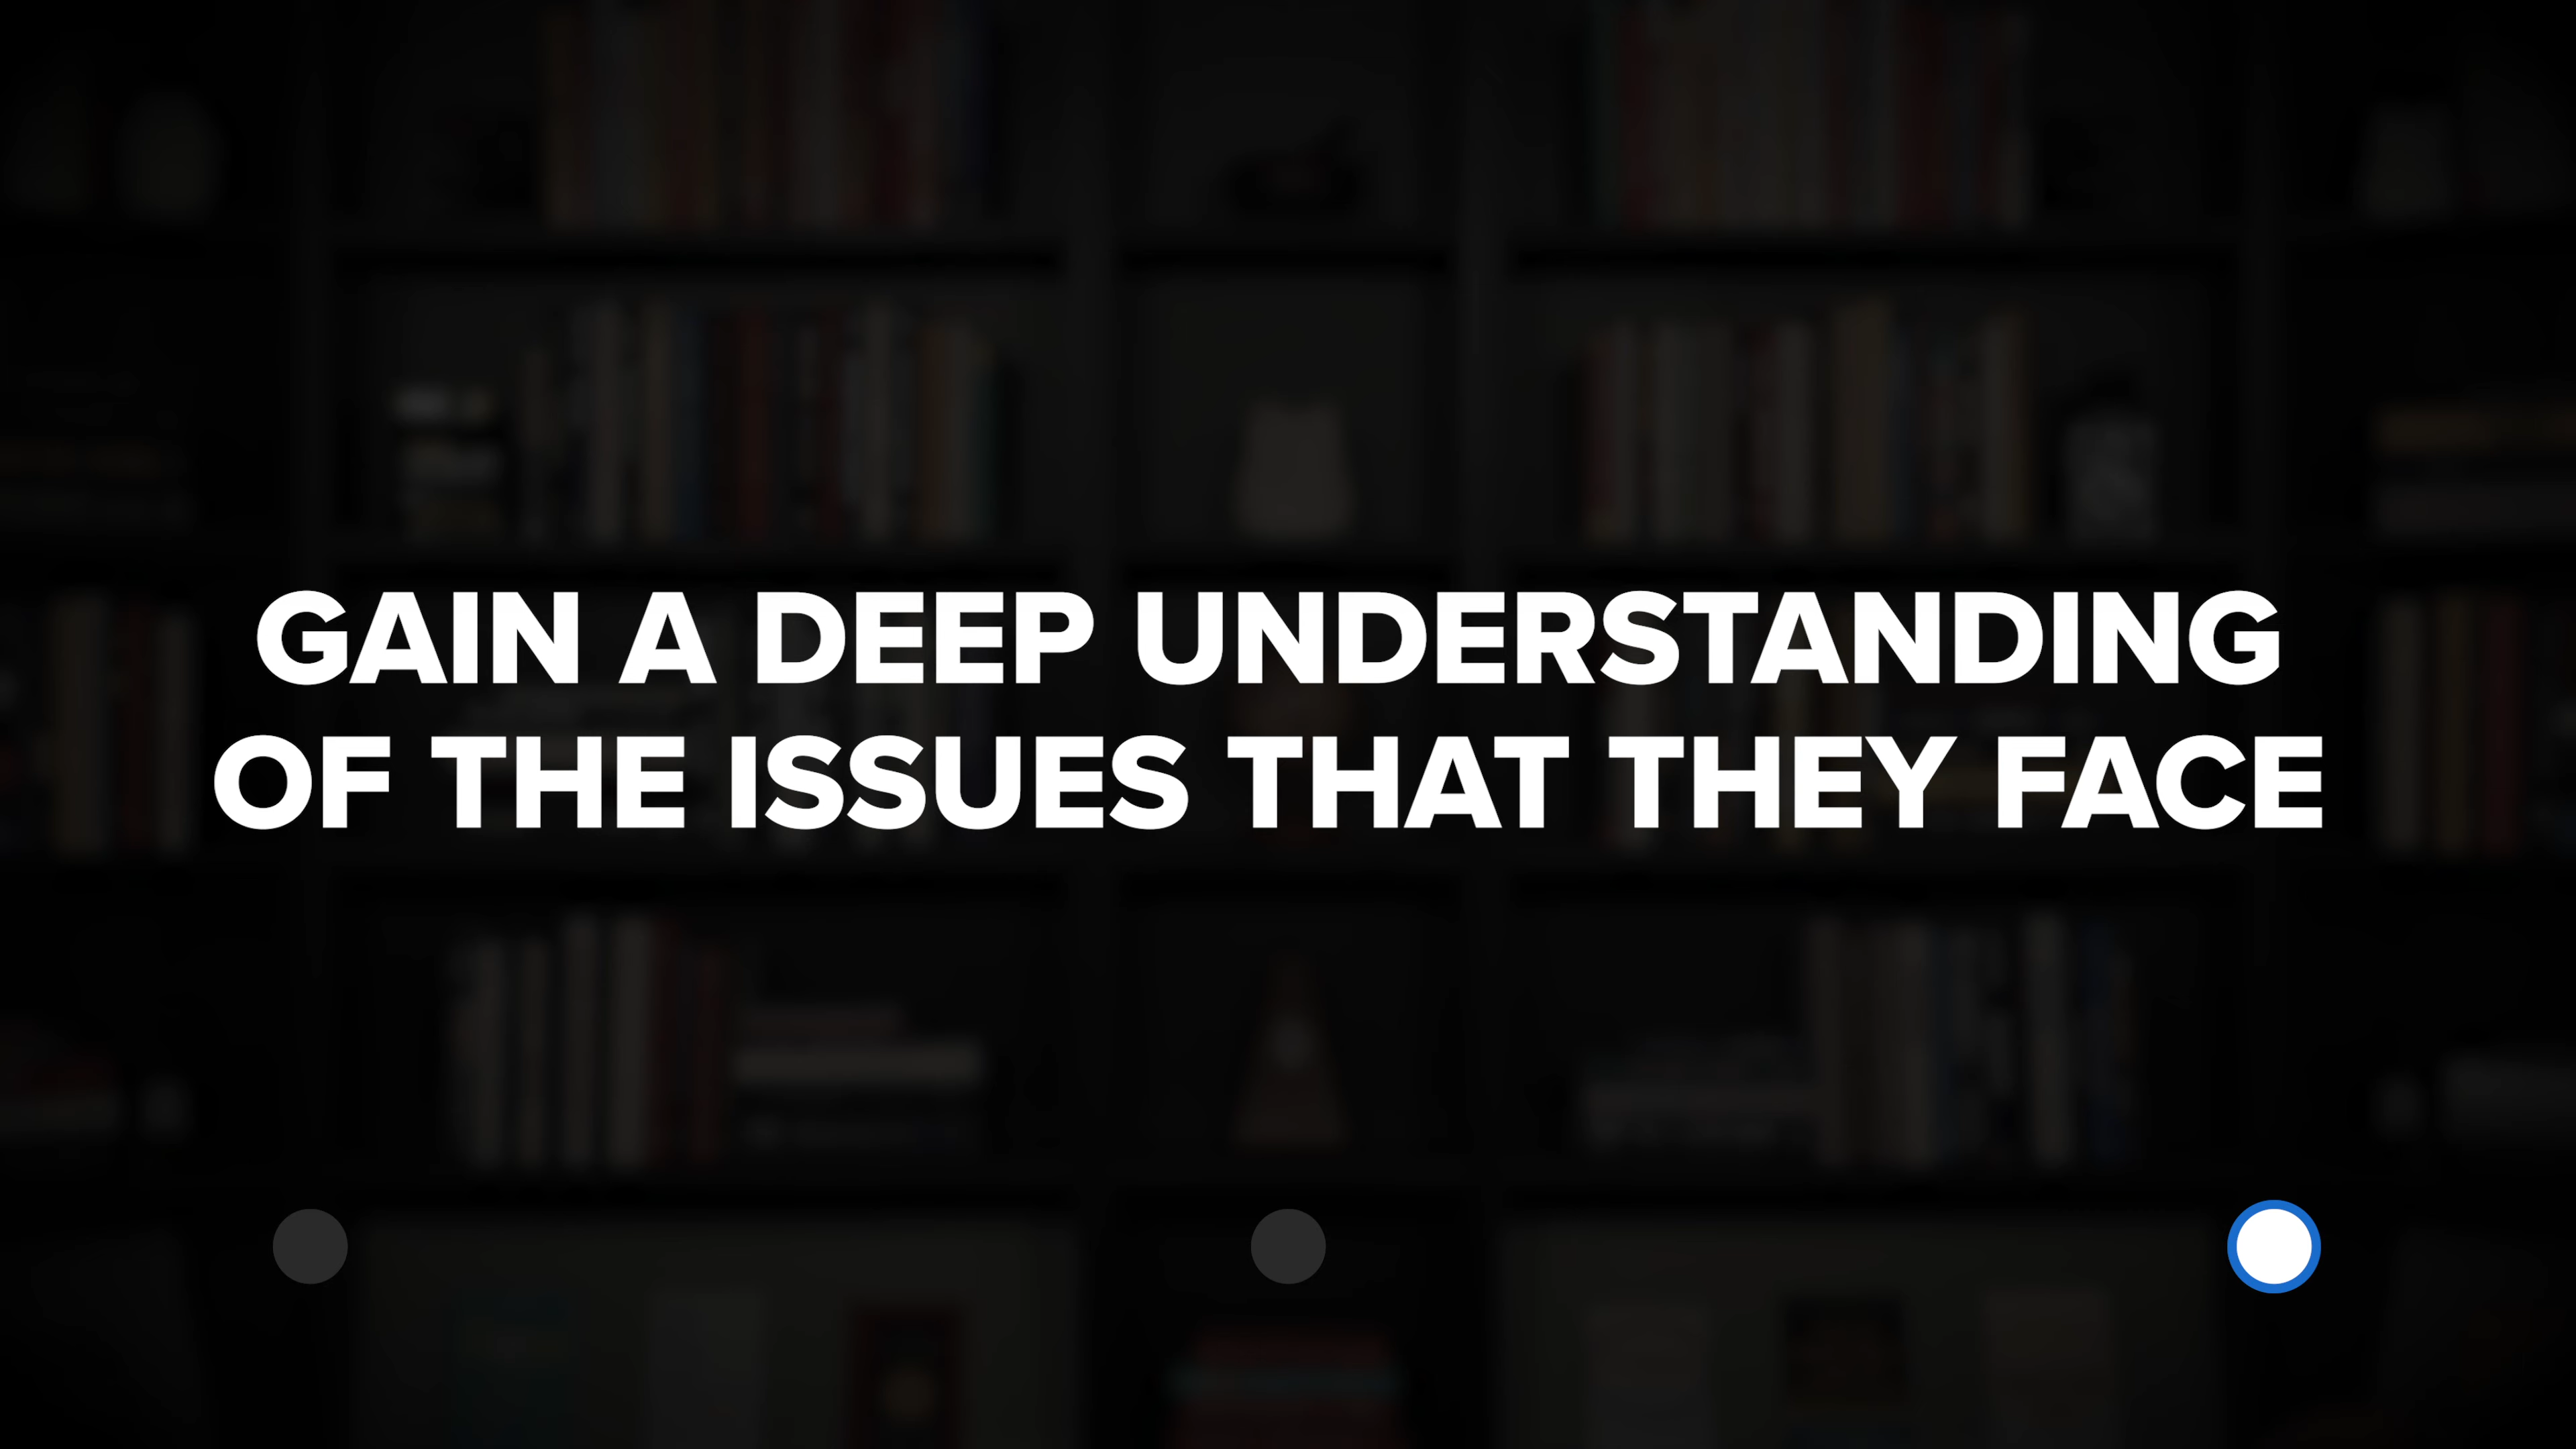 GAIN A DEEP UNDERSTANDING
OF THE ISSUES THAT THEY FACE